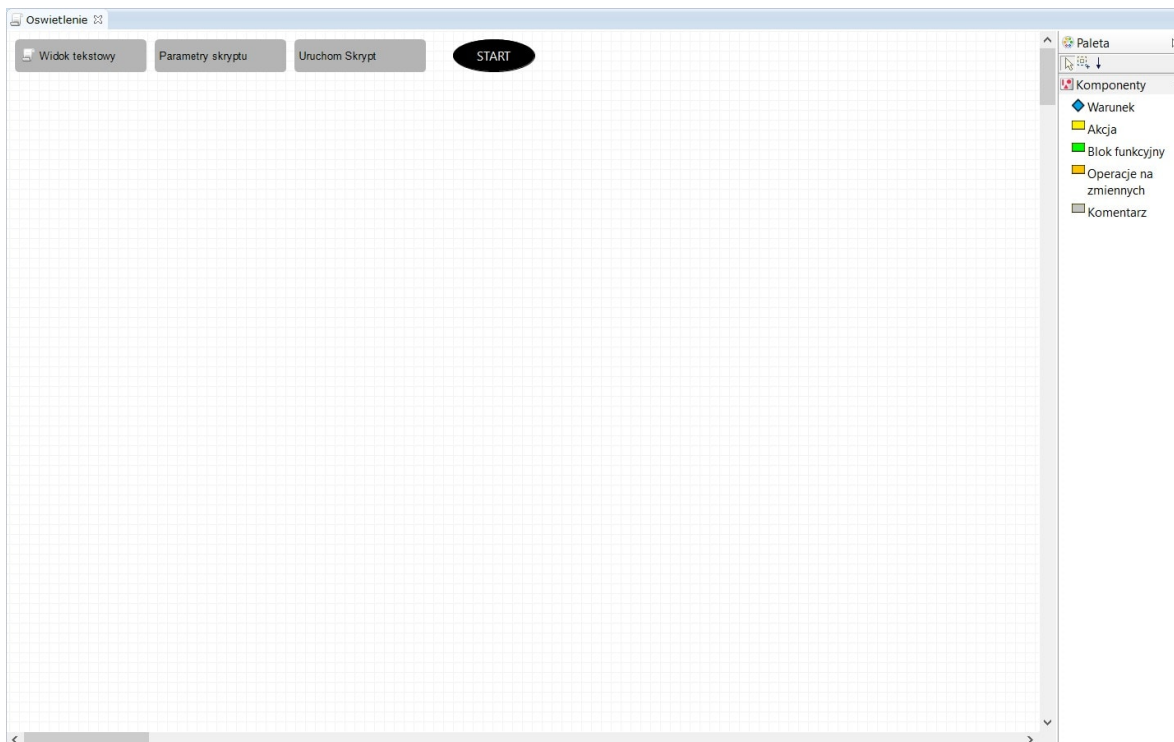 Oswietlenie
Widok tekstowy
Parametry skryptu
Uruchom Skrypt
START
Paleta
Komponenty
Warunek
Akcja
Blok funkcyjny
Operacje na
zmiennych
Komentarz